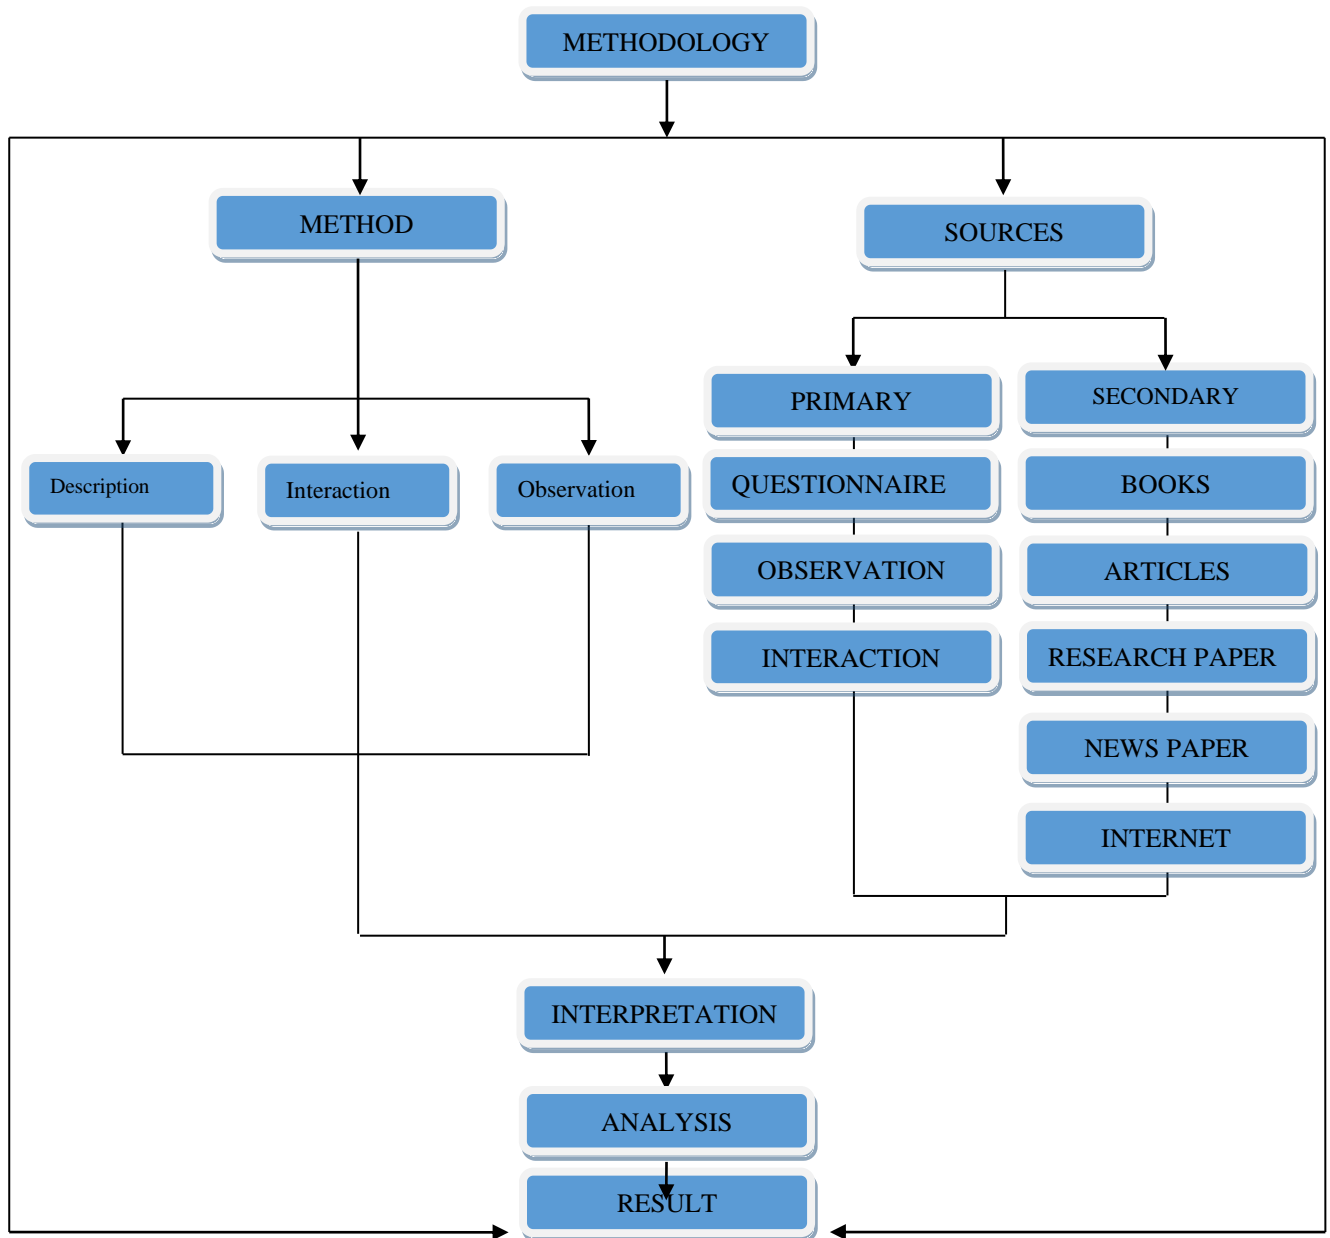 METHODOLOGY
METHOD
SOURCES
PRIMARY
SECONDARY
Description
Interaction
Observation
QUESTIONNAIRE
BOOKS
OBSERVATION
ARTICLES
INTERACTION
RESEARCH PAPER
NEWS PAPER
INTERNET
INTERPRETATION
ANALYSIS
RESULT